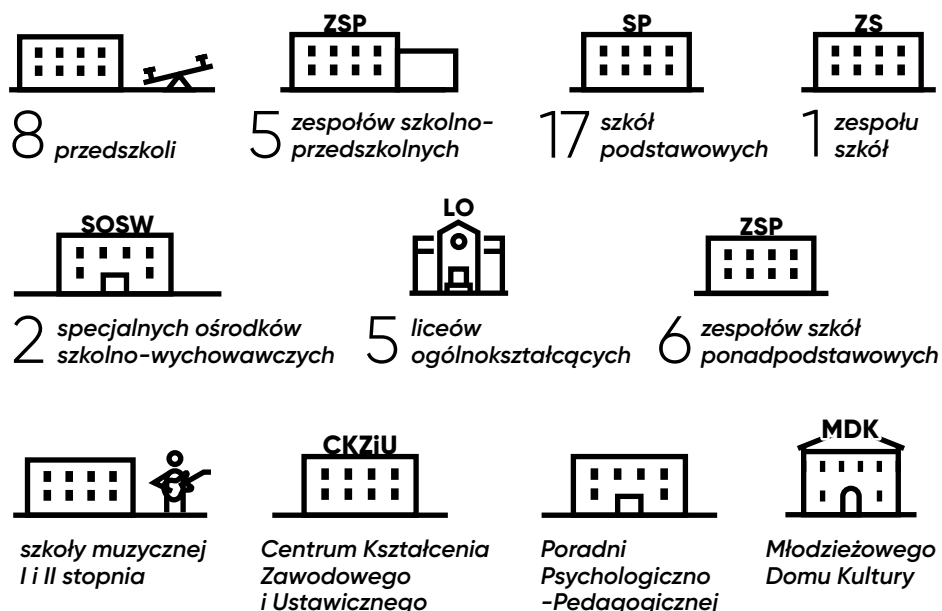 ZSP
SP
ZS
8 przedszkoli
5 zespołów szkolno-
przedszkolnych
17 szkół
podstawowych
1 zespołu
szkół
SOSW
LO
ZSP
2 specjalnych ośrodków
szkolno-wychowawczych
5 liceów
ogólnokształcących
6 zespołów szkół
ponadpodstawowych
CKZiU
MDK
szkoły muzycznej
I i II stopnia
Centrum Kształcenia
Zawodowego
i Ustawicznego
Poradni
Psychologiczno
-Pedagogicznej
Młodzieżowego
Domu Kultury